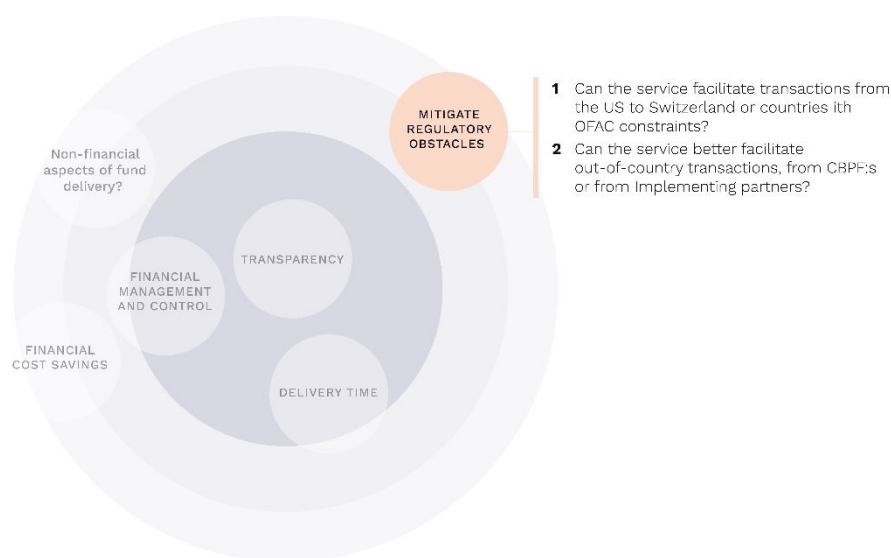 MITIGATE
REGULATORY
OBSTACLES
1 Can the service facilitate transactions from
the US to Switzerland or countries ith
OFAC constraints?
2 Can the service better facilitate
out-of-country transactions, from CBPF:s
or from Implementing partners?
Non-financial
aspects of fund
delivery?
TRANSPARENCY
FINANCIAL
MANAGEMENT
AND CONTROL
FINANCIAL
COST SAVINGS
DELIVERY TIME